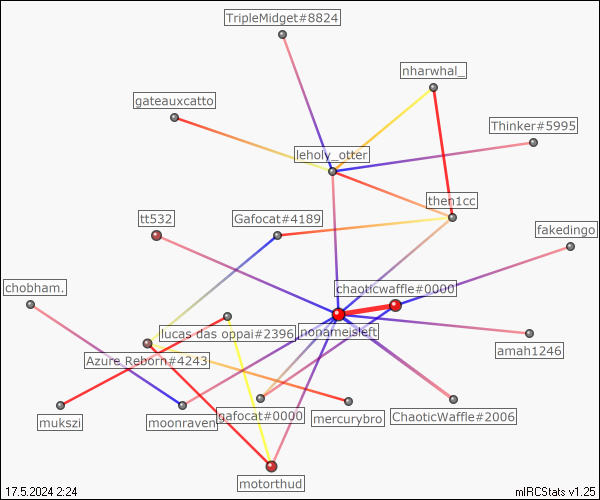 TripleMidget#8824
nharwhal_
gateauxcatto
Thinker#5995
leholy_otter
then1cc
tt532
Gafocat#4189
fakedingo
chaoticwaffle#0000
chobham.
nonameisleft
lucas das oppai#2396
amah1246
Azure.Reborn#4243
mukszi
moonraven
gafocat#0000
mercurybro
ChaoticWaffle#2006
motorthud
17.5.2024 2:24
mIRCStats v1.25